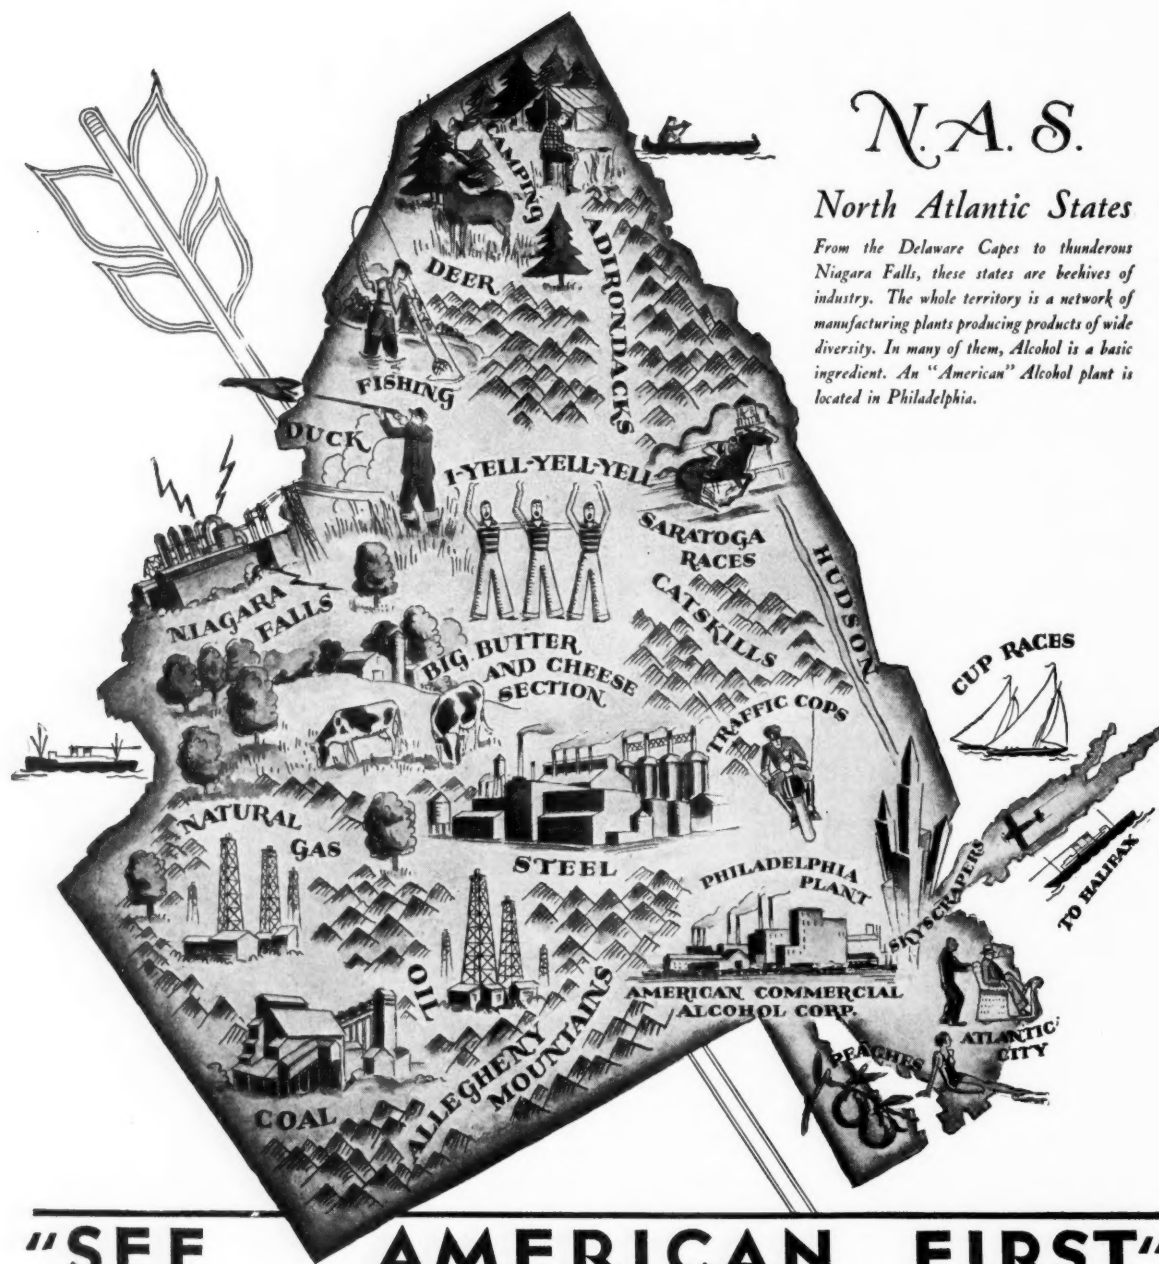 N.A.S.
North Atlantic States
From the Delaware Capes to thunderous
Niagara Falls, these states are beehives of
industry. The whole territory is a network of
manufacturing plants producing products of wide
diversity. In many of them, Alcohol is a basic
ingredient. An "American" Alcohol plant is
located in Philadelphia.
CAMPING
DEER
ADIRONDACKS
FISHING
DUCK
I-YELL-YELL-YELL
SARATOGA
RACES
HUDSON
NIAGARA
FALLS
CATSKILLS
BIG BUTTER
AND CHEESE
SECTION
CUP RACES
TRAFFIC COPS
NATURAL
GAS
STEEL
PHILADELPHIA
PLANT
SKYSCRAPERS
TO HALIFAX
OIL
AMERICAN COMMERCIAL
ALCOHOL CORP.
ATLANTIC
CITY
PEACHES
ALLEGHENY
MOUNTAINS
COAL
"SEE AMERICAN FIRST"